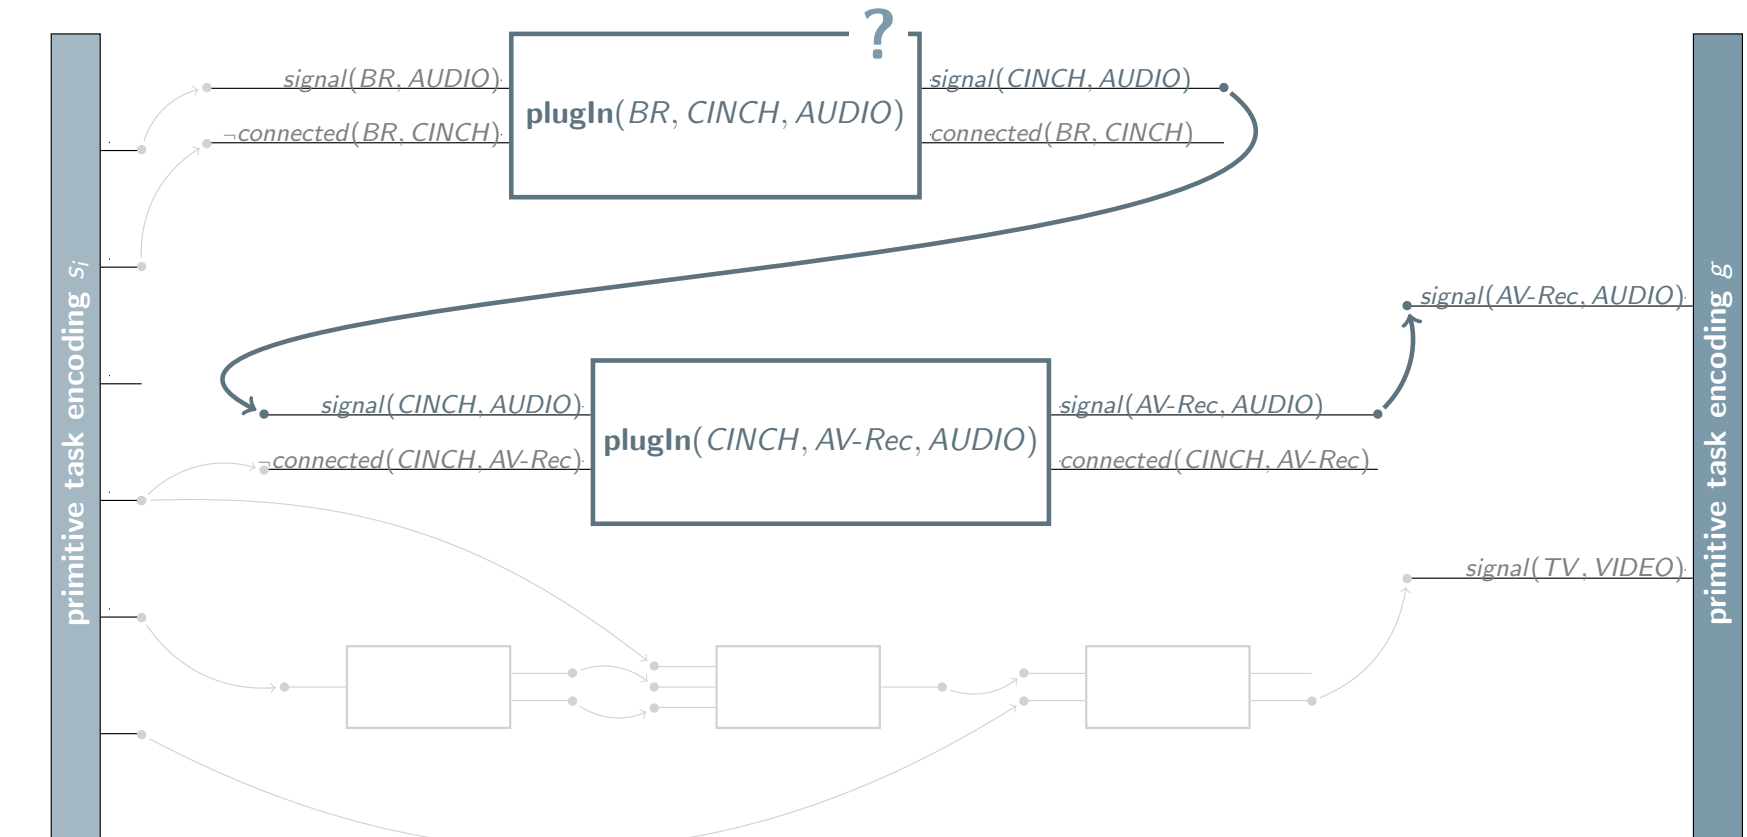 ?
signal(BR, AUDIO)
¬connected(BR, CINCH)
plugIn(BR, CINCH, AUDIO)
signal(CINCH, AUDIO)
connected(BR, CINCH)
primitive task encoding sᵢ
signal(CINCH, AUDIO)
¬connected(CINCH, AV-Rec)
plugIn(CINCH, AV-Rec, AUDIO)
signal(AV-Rec, AUDIO)
connected(CINCH, AV-Rec)
signal(AV-Rec, AUDIO)
signal(TV, VIDEO)
primitive task encoding g